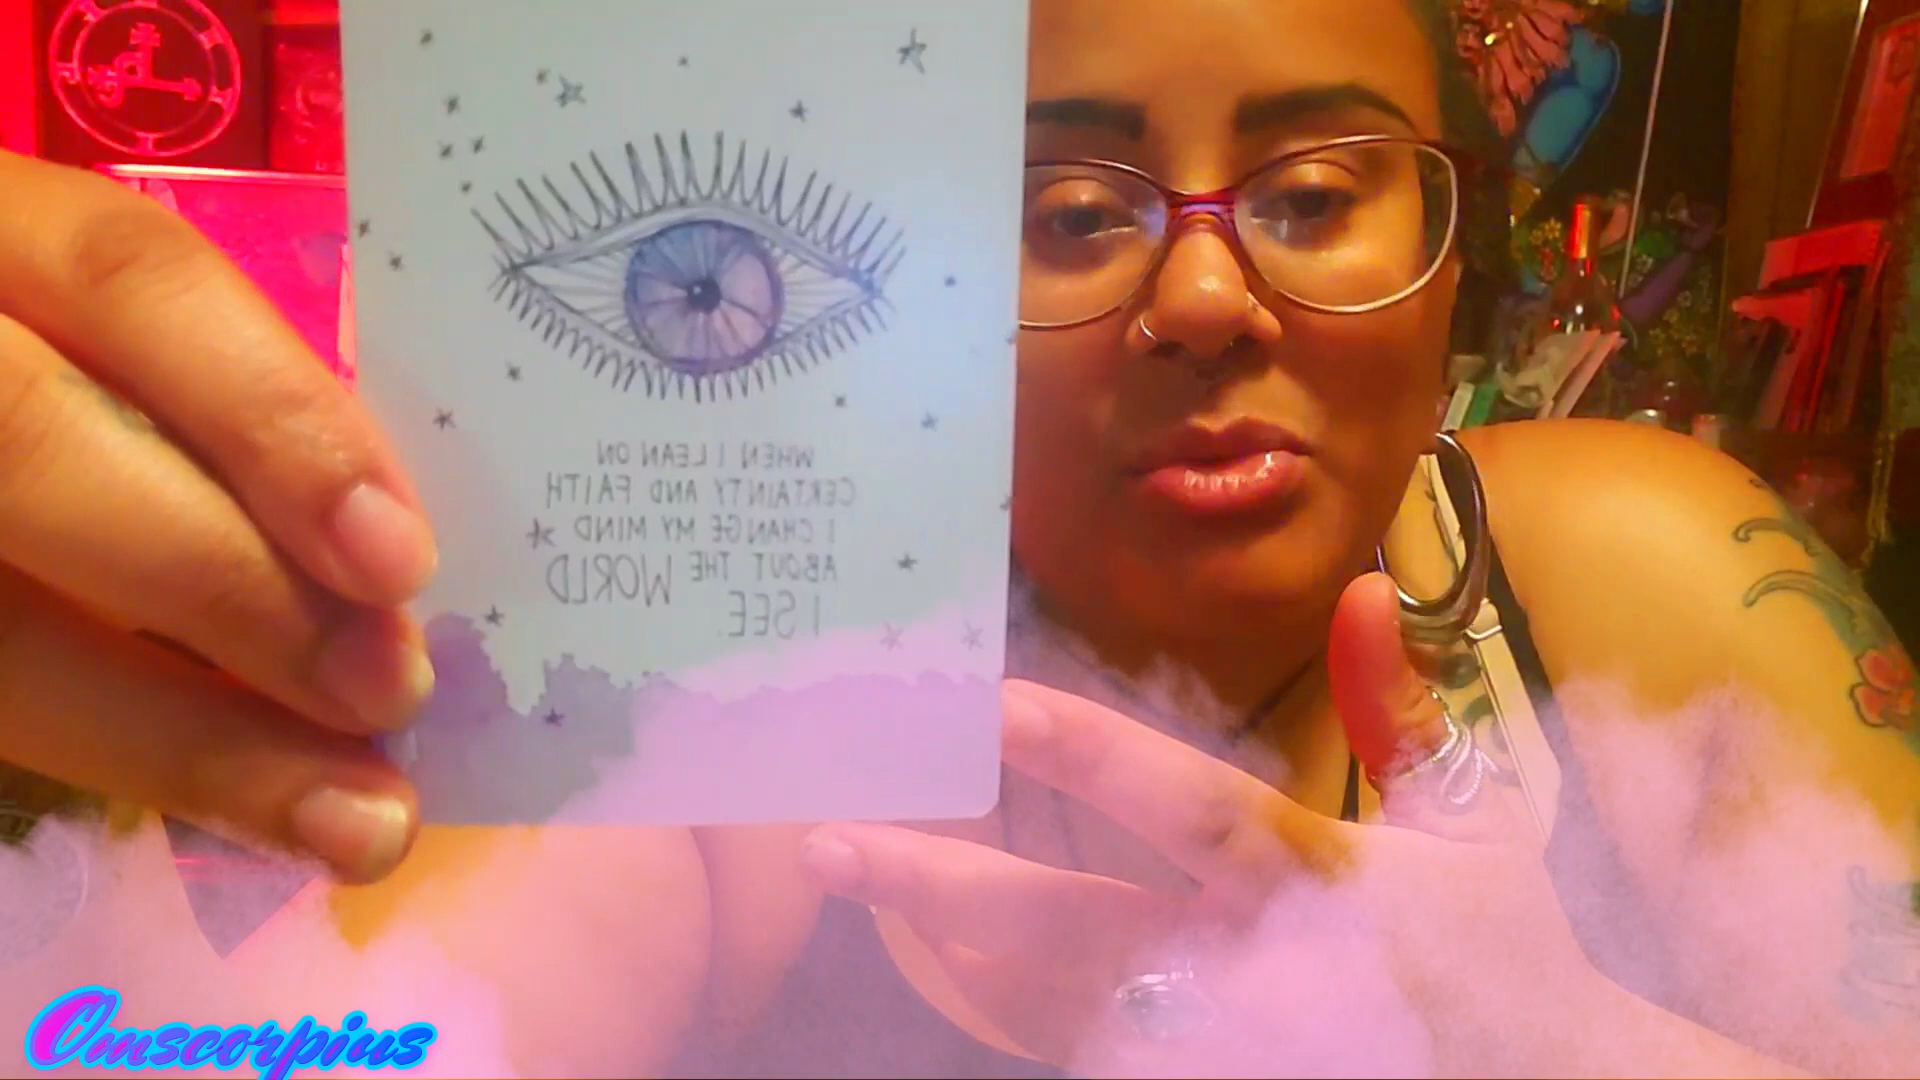 WHEN I LEAN ON
CERTAINTY AND FAITH
I CHANGE MY MIND
ABOUT THE WORLD
I SEE.
Omscorpius